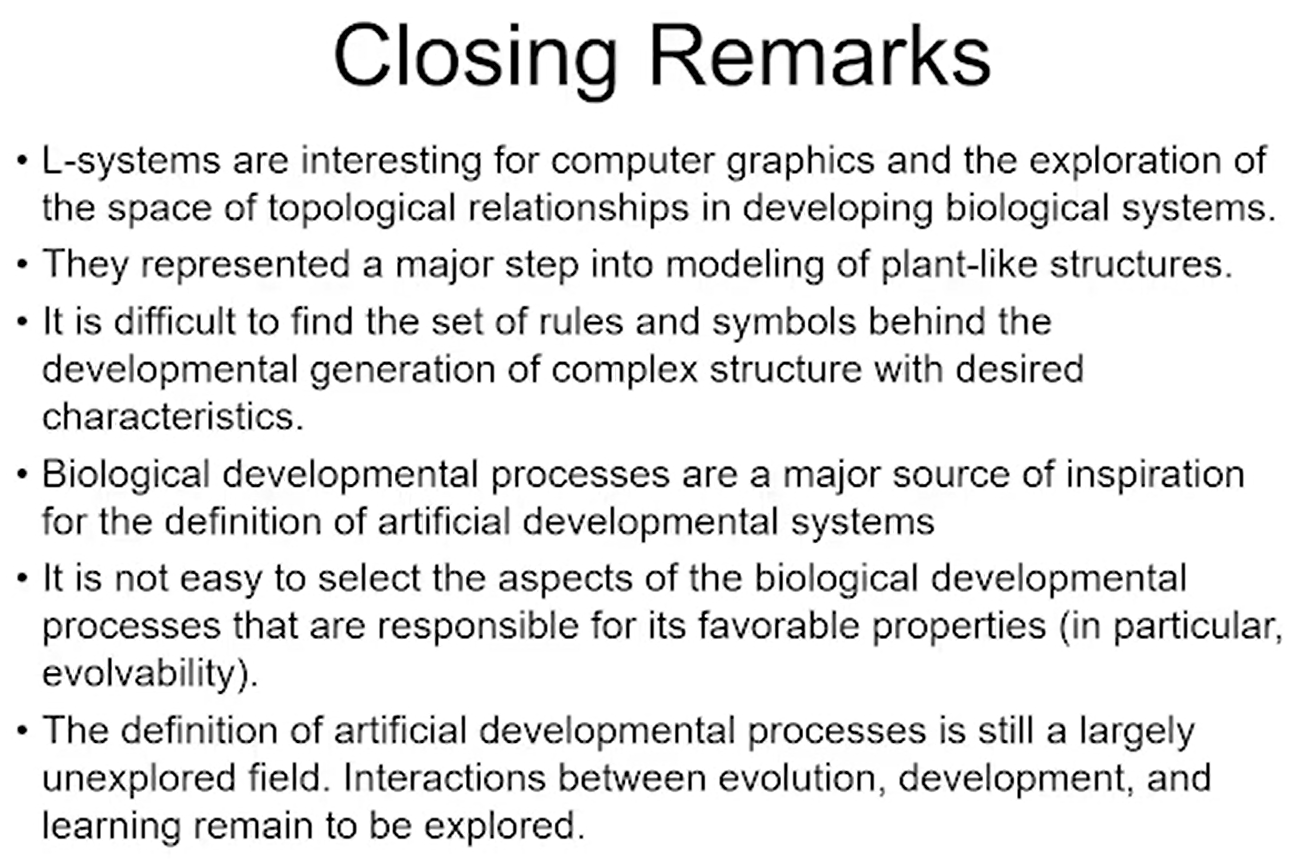 Closing Remarks
• L-systems are interesting for computer graphics and the exploration of
the space of topological relationships in developing biological systems.
• They represented a major step into modeling of plant-like structures.
• It is difficult to find the set of rules and symbols behind the
developmental generation of complex structure with desired
characteristics.
• Biological developmental processes are a major source of inspiration
for the definition of artificial developmental systems
• It is not easy to select the aspects of the biological developmental
processes that are responsible for its favorable properties (in particular,
evolvability).
• The definition of artificial developmental processes is still a largely
unexplored field. Interactions between evolution, development, and
learning remain to be explored.